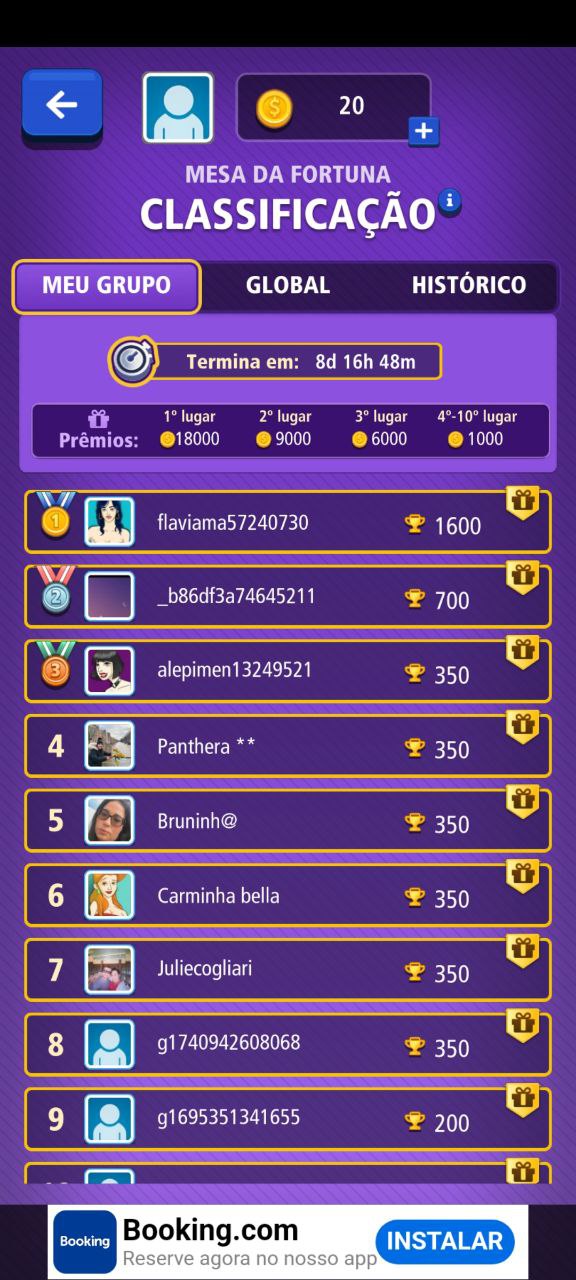 20
MESA DA FORTUNA
CLASSIFICAÇÃO
MEU GRUPO GLOBAL HISTÓRICO
Termina em: 8d 16h 48m
1º lugar 2º lugar 3º lugar 4º-10º lugar
Prêmios: 18000 9000 6000 1000
1 flaviama57240730 1600
2 _b86df3a74645211 700
3 alepimen13249521 350
4 Panthera ** 350
5 Bruninh@ 350
6 Carminha bella 350
7 Juliecogliari 350
8 g1740942608068 350
9 g1695351341655 200
Booking Booking.com INSTALAR
Reserve agora no nosso app